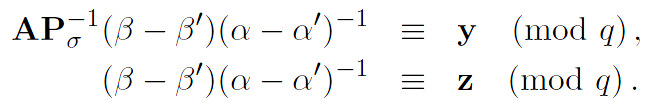 𝐀𝐏_σ^{-1}(β − β′)(α − α′)^{-1} ≡ 𝐲 (mod q) ,
(β − β′)(α − α′)^{-1} ≡ 𝐳 (mod q) .